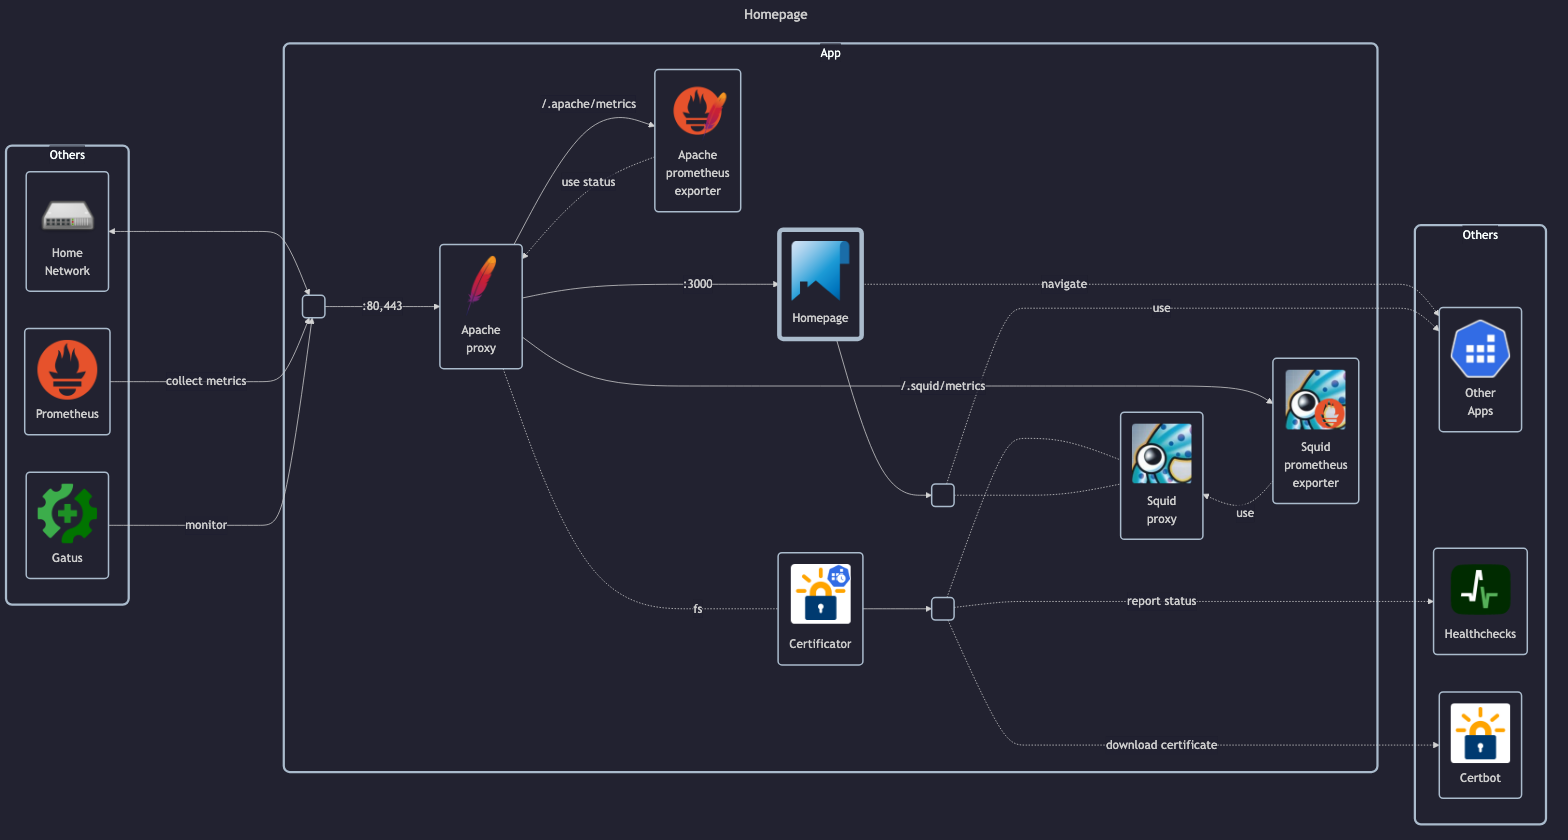 Homepage
App
/.apache/metrics
Apache
prometheus
exporter
use status
Others
Home
Network
Prometheus
Gatus
collect metrics
monitor
:80,443
Apache
proxy
:3000
Homepage
navigate
use
/.squid/metrics
Squid
prometheus
exporter
Squid
proxy
use
fs
Certificator
report status
download certificate
Others
Other
Apps
Healthchecks
Certbot